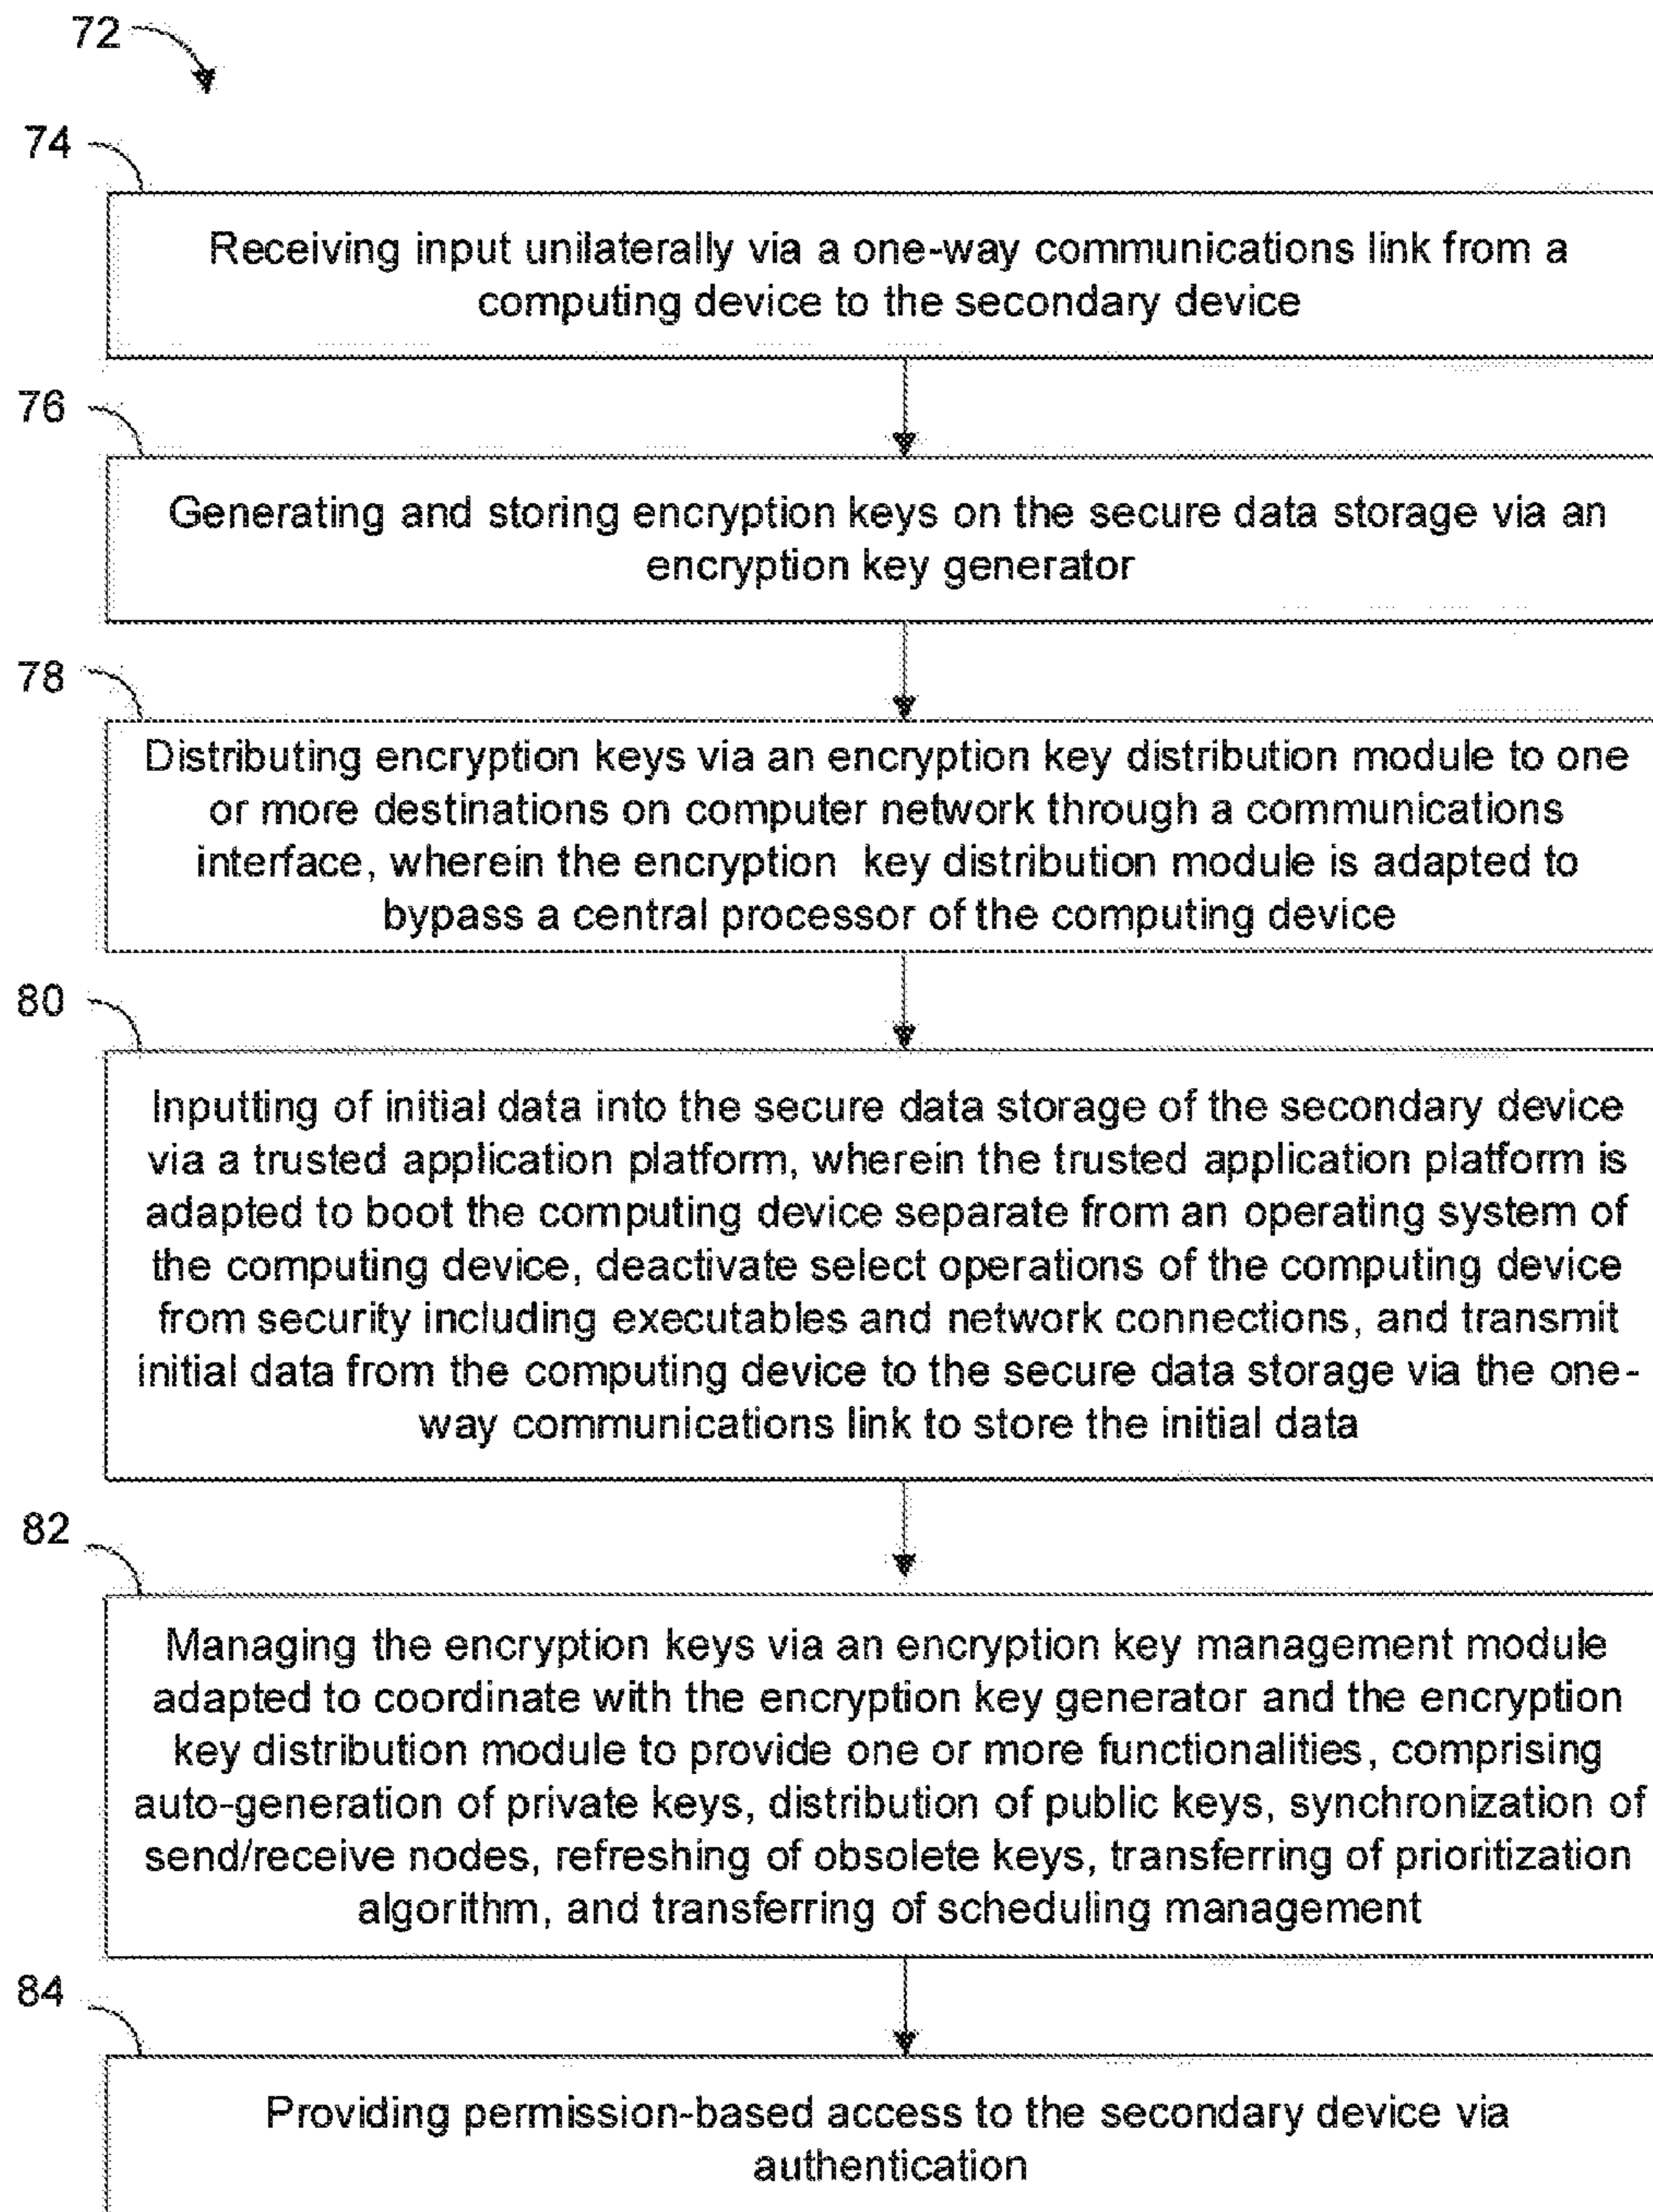 72
74
Receiving input unilaterally via a one-way communications link from a
computing device to the secondary device
76
Generating and storing encryption keys on the secure data storage via an
encryption key generator
78
Distributing encryption keys via an encryption key distribution module to one
or more destinations on computer network through a communications
interface, wherein the encryption key distribution module is adapted to
bypass a central processor of the computing device
80
Inputting of initial data into the secure data storage of the secondary device
via a trusted application platform, wherein the trusted application platform is
adapted to boot the computing device separate from an operating system of
the computing device, deactivate select operations of the computing device
from security including executables and network connections, and transmit
initial data from the computing device to the secure data storage via the one-
way communications link to store the initial data
82
Managing the encryption keys via an encryption key management module
adapted to coordinate with the encryption key generator and the encryption
key distribution module to provide one or more functionalities, comprising
auto-generation of private keys, distribution of public keys, synchronization of
send/receive nodes, refreshing of obsolete keys, transferring of prioritization
algorithm, and transferring of scheduling management
84
Providing permission-based access to the secondary device via
authentication